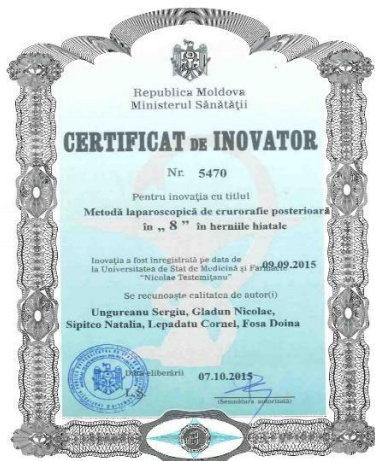 Republica Moldova
Ministerul Sănătăţii
CERTIFICAT DE INOVATOR
Nr. 5470
Pentru inovaţia cu titlul
Metodă laparoscopică de crurorafie posterioară
în „ 8 ” în herniile hiatale
Inovaţia a fost înregistrată pe data de 09.09.2015
la Universitatea de Stat de Medicină şi Farmacie
"Nicolae Testemiţanu"
Se recunoaşte calitatea de autor(i)
Ungureanu Sergiu, Gladun Nicolae,
Sipitco Natalia, Lepadatu Cornel, Fosa Doina
Data eliberării 07.10.2015
(Semnătura autorizată)